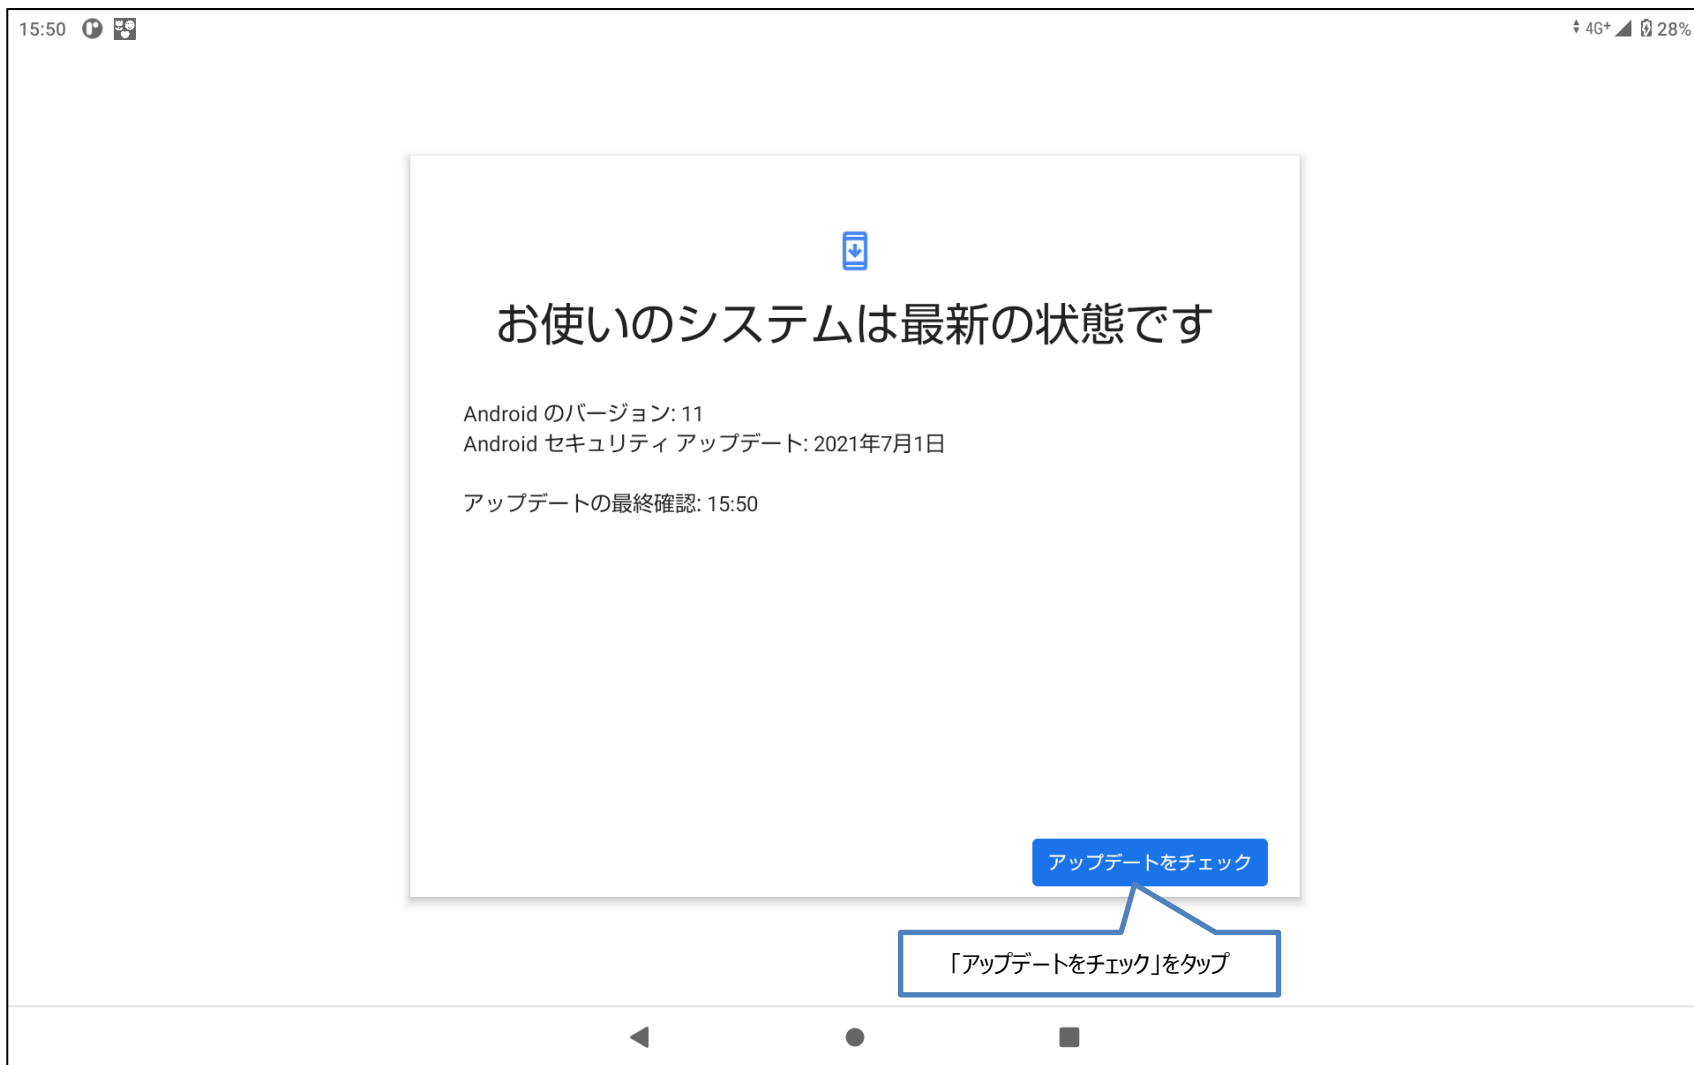 15:50
4G+ 28%
お使いのシステムは最新の状態です
Android のバージョン: 11
Android セキュリティ アップデート: 2021年7月1日
アップデートの最終確認: 15:50
アップデートをチェック
「アップデートをチェック」をタップ